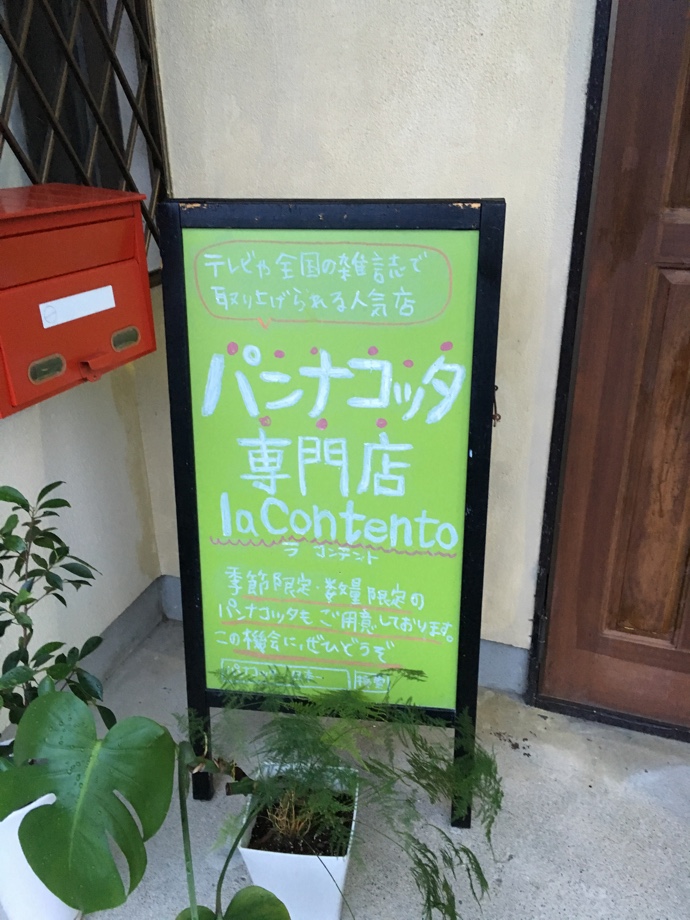 テレビや全国の雑誌で
取り上げられる人気店
パンナコッタ
専門店
la Contento
ラ コンテント
季節限定・数量限定の
パンナコッタもご用意しております。
この機会に、ぜひどうぞ